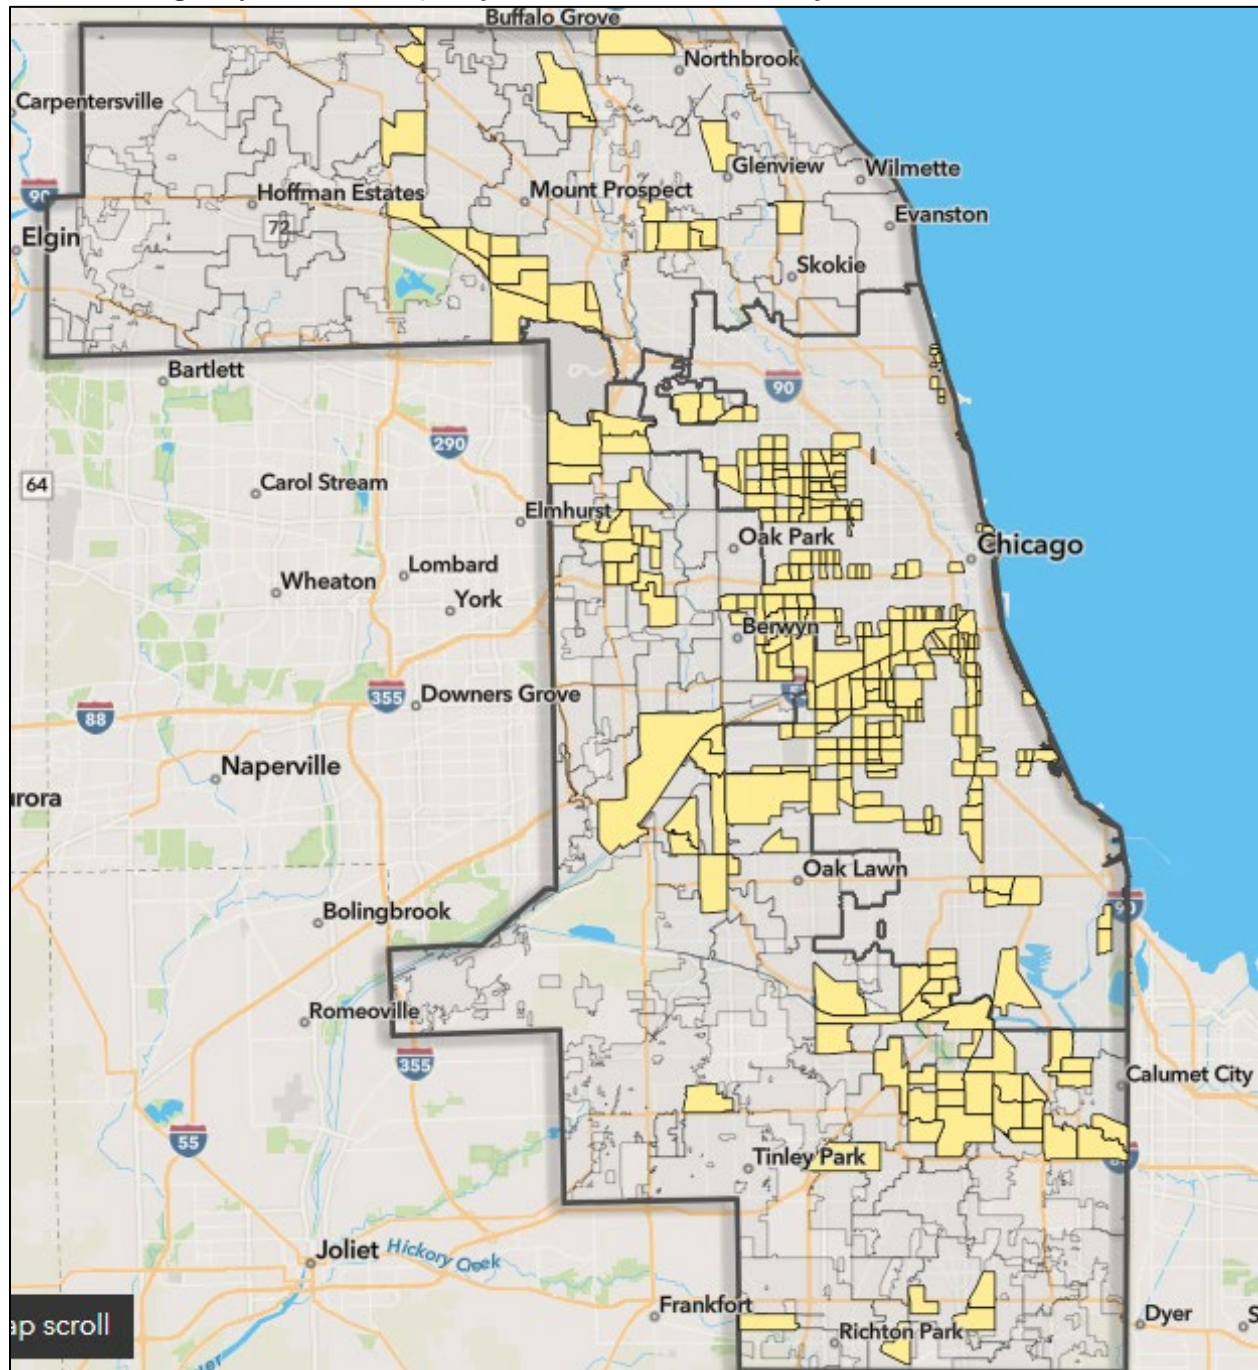 Buffalo Grove
Northbrook
Carpentersville
Glenview
Wilmette
90
Hoffman Estates
Mount Prospect
Evanston
72
Elgin
Skokie
Bartlett
90
290
64
Carol Stream
Elmhurst
Oak Park
Chicago
Lombard
Wheaton
York
Berwyn
355
Downers Grove
88
Naperville
urora
Oak Lawn
Bolingbrook
Romeoville
355
Calumet City
55
Tinley Park
Joliet
Hickory Creek
Frankfort
Dyer
S
ap scroll
Richton Park